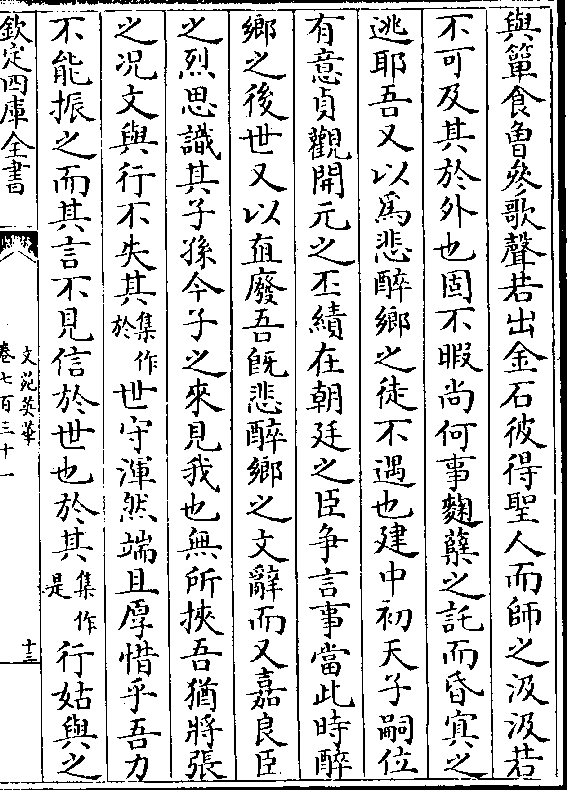 與簞食魯參歌聲若出金石彼得聖人而師之汲汲若
不可及其於外也固不暇尚何事麴糵之託而昏冥之
逃耶吾又以爲悲醉鄉之徒不遇也建中初天子嗣位
有意貞觀開元之丕績在朝廷之臣争言事當此時醉
鄉之後世又以直廢吾旣悲醉鄉之文辭而又嘉良臣
之烈思識其子孫今子之來見我也無所挾吾猶將張
之况文與行不失其集作於世守渾然端且厚惜乎吾力
不能振之而其言不見信於世也於其集作是行姑與之
欽定四庫全書
文苑英華
卷七百三十一
十三